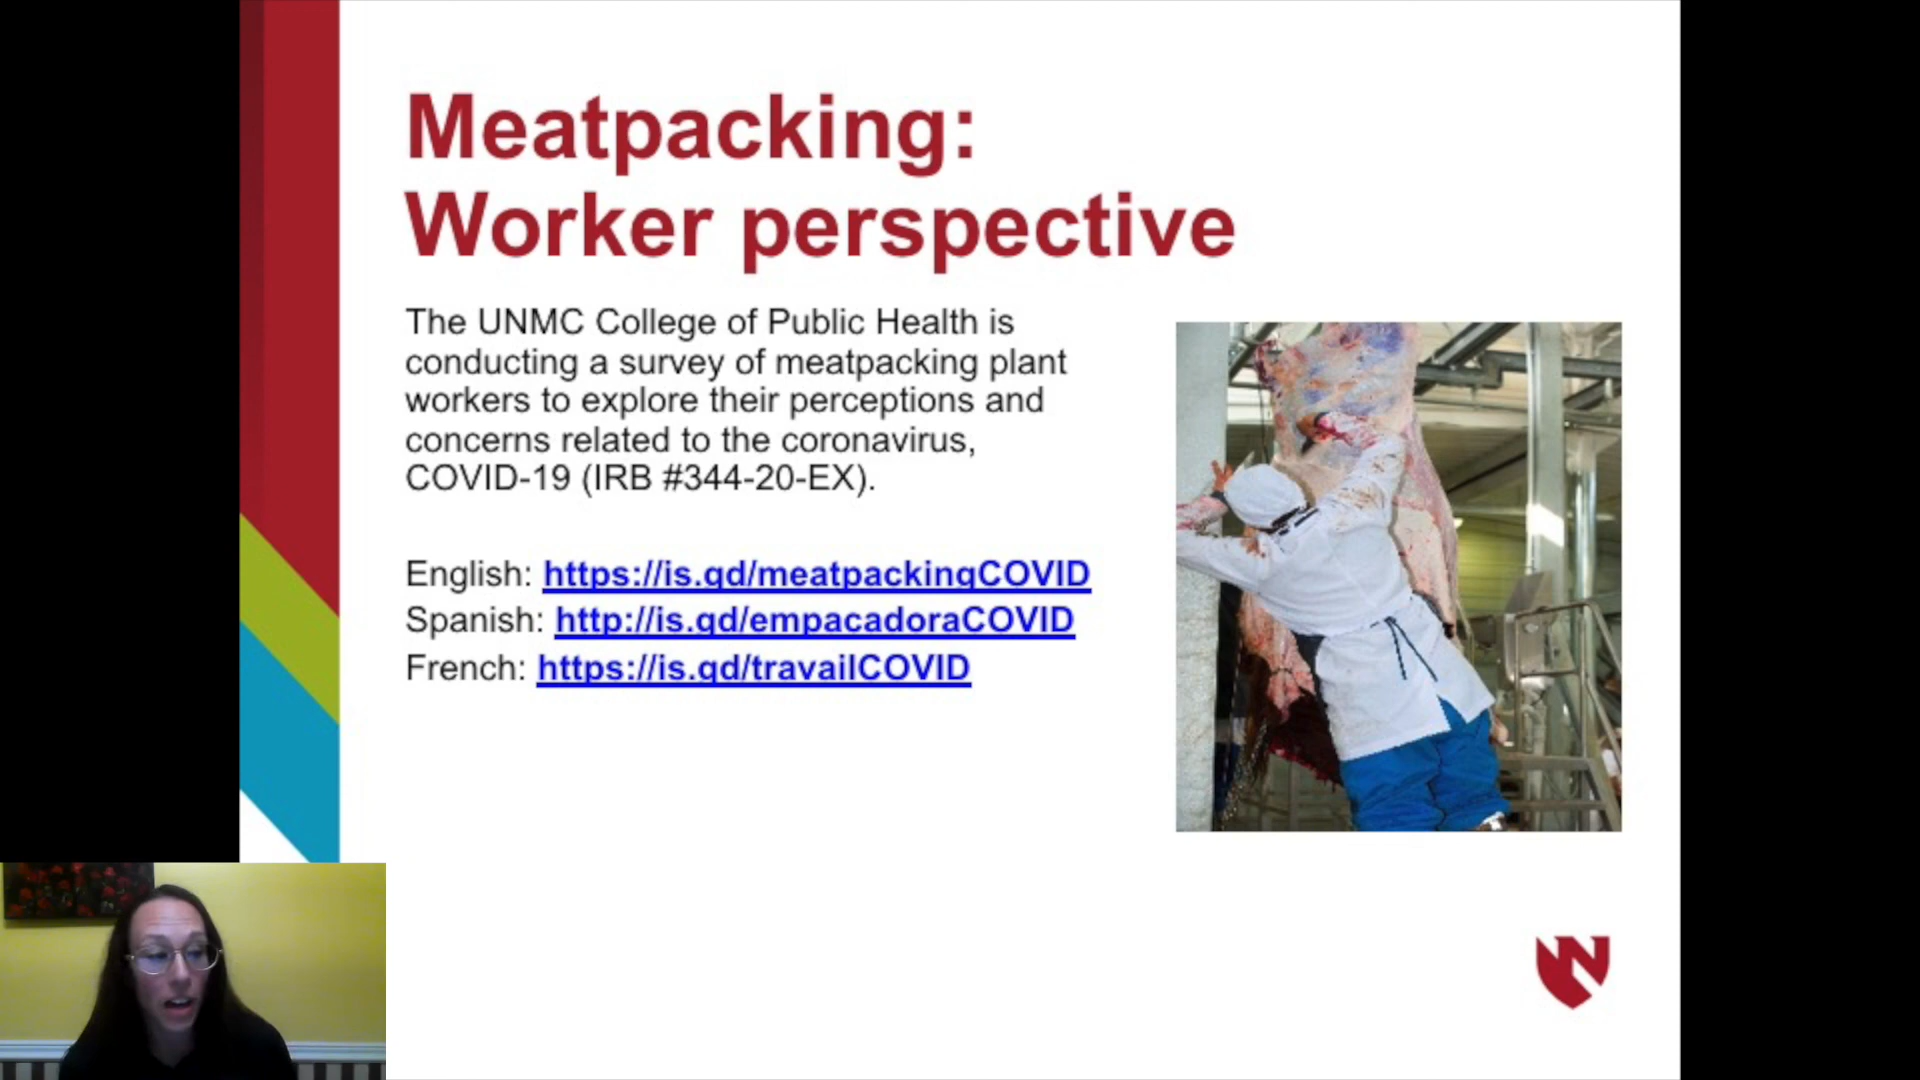 Meatpacking:
Worker perspective
The UNMC College of Public Health is
conducting a survey of meatpacking plant
workers to explore their perceptions and
concerns related to the coronavirus,
COVID-19 (IRB #344-20-EX).
English: https://is.gd/meatpackingCOVID
Spanish: http://is.gd/empacadoraCOVID
French: https://is.gd/travailCOVID